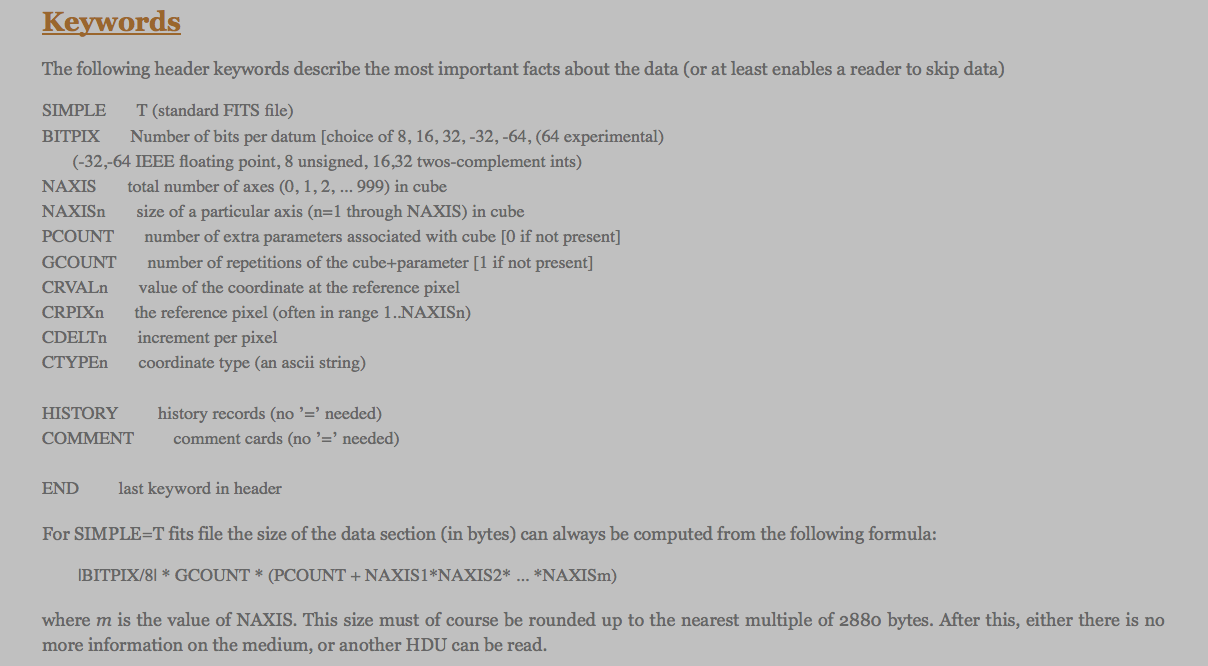 Keywords
The following header keywords describe the most important facts about the data (or at least enables a reader to skip data)
SIMPLE T (standard FITS file)
BITPIX Number of bits per datum [choice of 8, 16, 32, -32, -64, (64 experimental)
(-32,-64 IEEE floating point, 8 unsigned, 16,32 twos-complement ints)
NAXIS total number of axes (0, 1, 2, ... 999) in cube
NAXISn size of a particular axis (n=1 through NAXIS) in cube
PCOUNT number of extra parameters associated with cube [0 if not present]
GCOUNT number of repetitions of the cube+parameter [1 if not present]
CRVALn value of the coordinate at the reference pixel
CRPIXn the reference pixel (often in range 1..NAXISn)
CDELTn increment per pixel
CTYPEn coordinate type (an ascii string)
HISTORY history records (no ’=’ needed)
COMMENT comment cards (no ’=’ needed)
END last keyword in header
For SIMPLE=T fits file the size of the data section (in bytes) can always be computed from the following formula:
|BITPIX/8| * GCOUNT * (PCOUNT + NAXIS1*NAXIS2* ... *NAXISm)
where m is the value of NAXIS. This size must of course be rounded up to the nearest multiple of 2880 bytes. After this, either there is no
more information on the medium, or another HDU can be read.